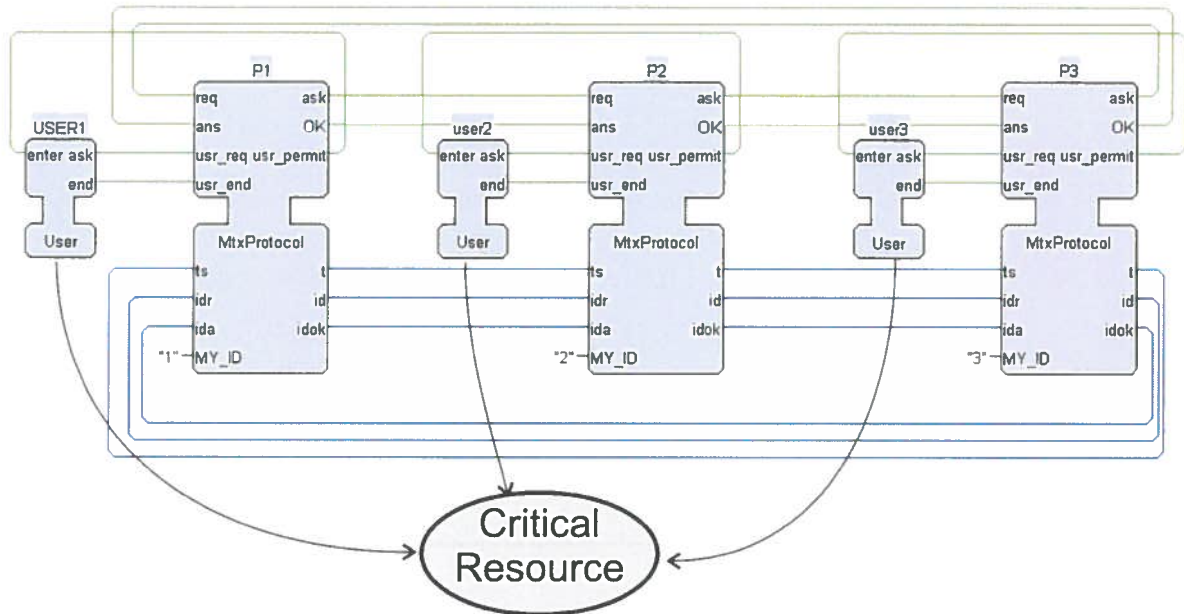 P1
P2
P3
req ask
req ask
req ask
ans OK
ans OK
ans OK
USER1
user2
user3
enter ask
usr_req usr_permit
enter ask
usr_req usr_permit
enter ask
usr_req usr_permit
end
usr_end
end
usr_end
end
usr_end
User
MtxProtocol
User
MtxProtocol
User
MtxProtocol
ts t
ts t
ts t
idr id
idr id
idr id
ida idok
ida idok
ida idok
"1" MY_ID
"2" MY_ID
"3" MY_ID
Critical
Resource